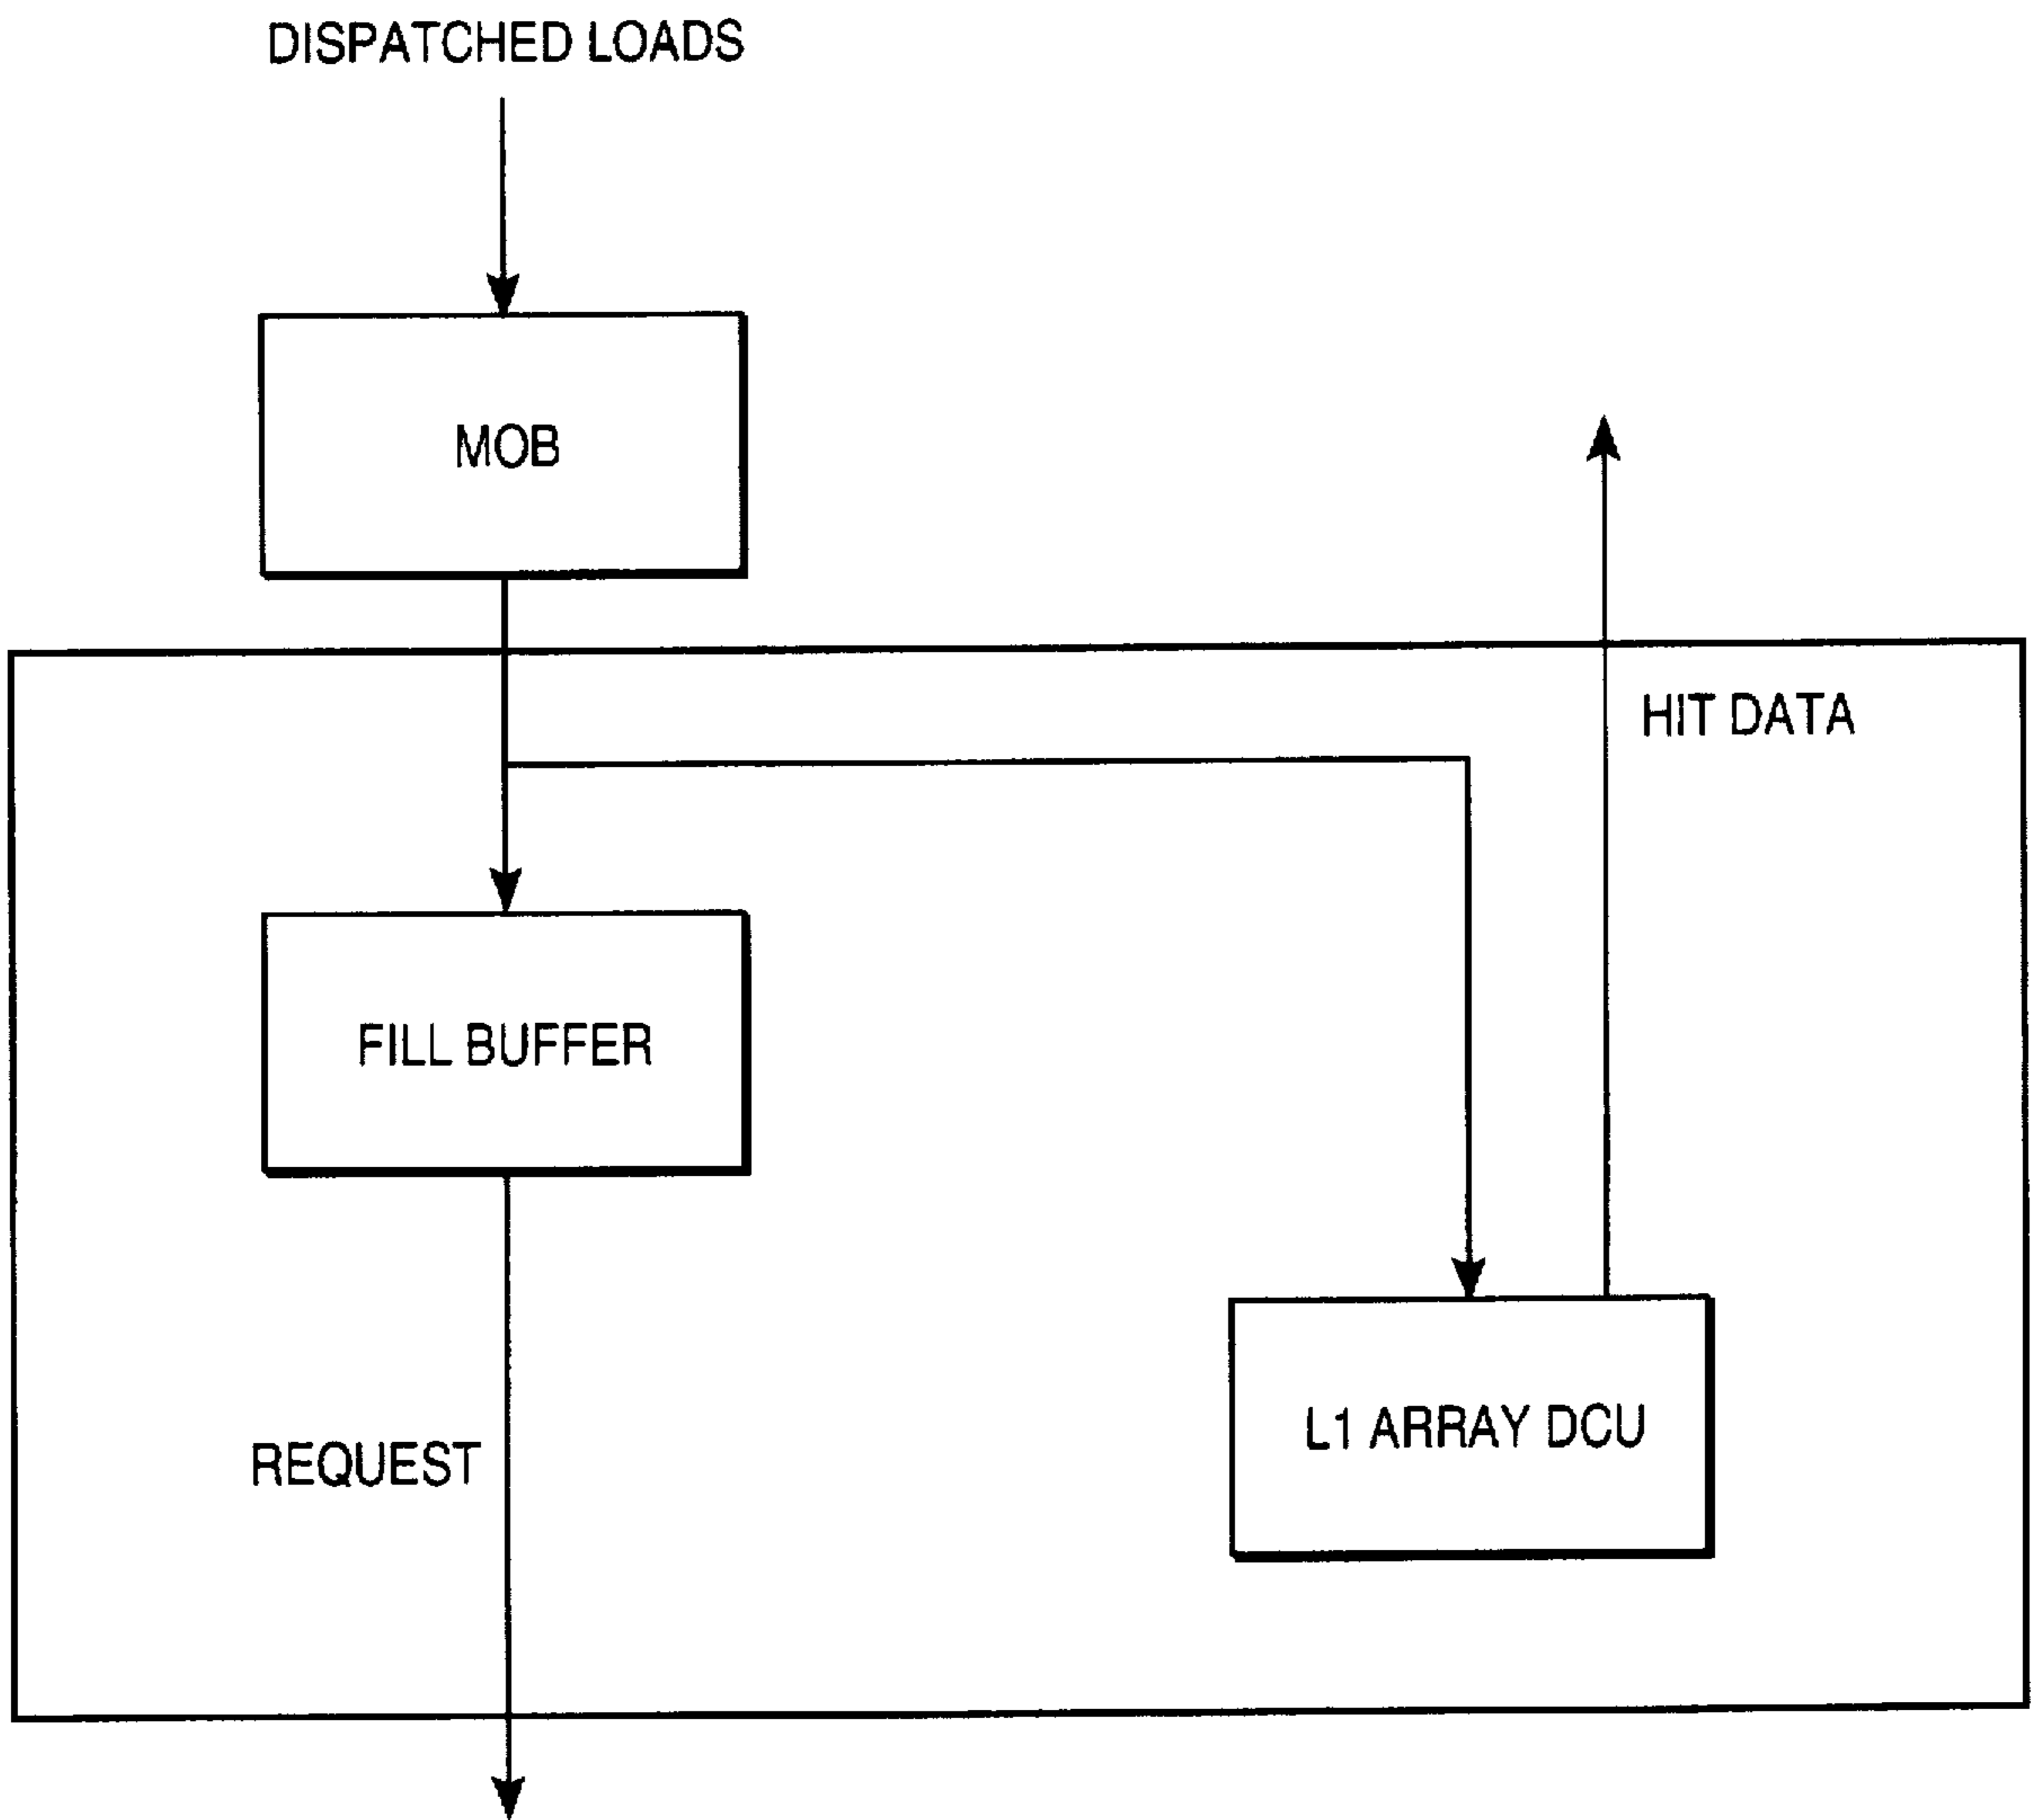 DISPATCHED LOADS
MOB
HIT DATA
FILL BUFFER
L1 ARRAY DCU
REQUEST